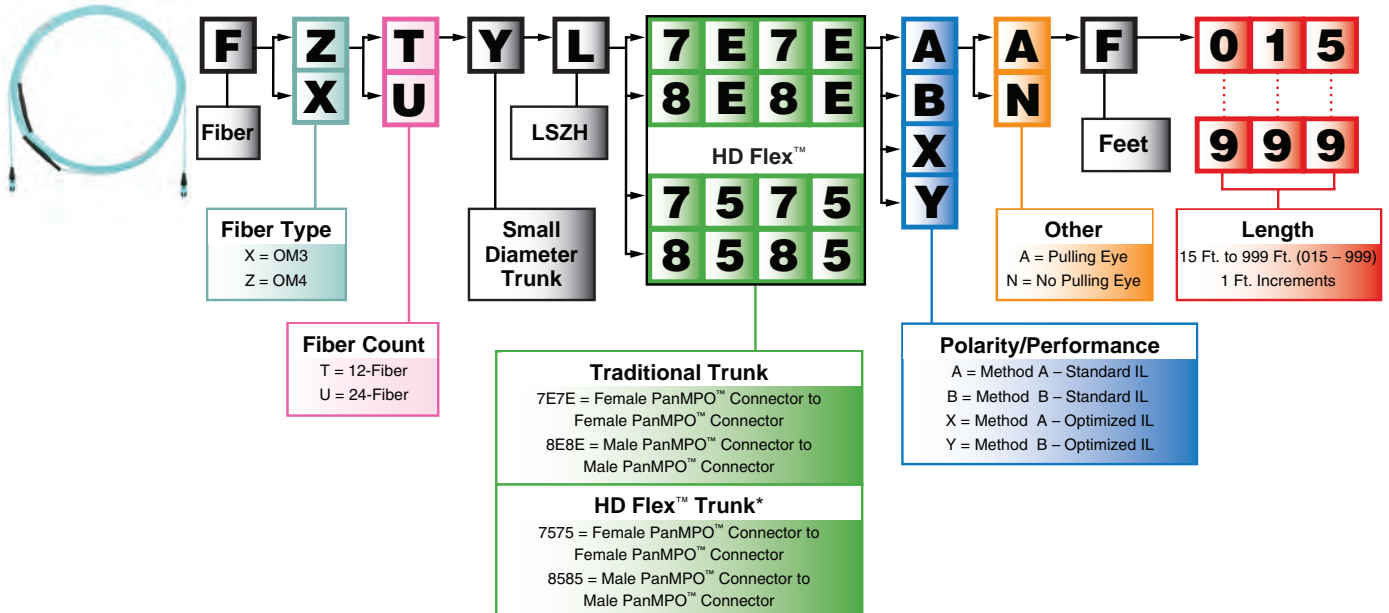 F Z T Y L 7 E 7 E A A F 0 1 5
X U 8 E 8 E B N 9 9 9
HD Flex™
X
7 5 7 5
Y
8 5 8 5
Fiber
LSZH
Feet
Fiber Type
X = OM3
Z = OM4
Small
Diameter
Trunk
Other
A = Pulling Eye
N = No Pulling Eye
Length
15 Ft. to 999 Ft. (015 – 999)
1 Ft. Increments
Fiber Count
T = 12-Fiber
U = 24-Fiber
Traditional Trunk
7E7E = Female PanMPO™ Connector to
Female PanMPO™ Connector
8E8E = Male PanMPO™ Connector to
Male PanMPO™ Connector
HD Flex™ Trunk*
7575 = Female PanMPO™ Connector to
Female PanMPO™ Connector
8585 = Male PanMPO™ Connector to
Male PanMPO™ Connector
Polarity/Performance
A = Method A – Standard IL
B = Method B – Standard IL
X = Method A – Optimized IL
Y = Method B – Optimized IL